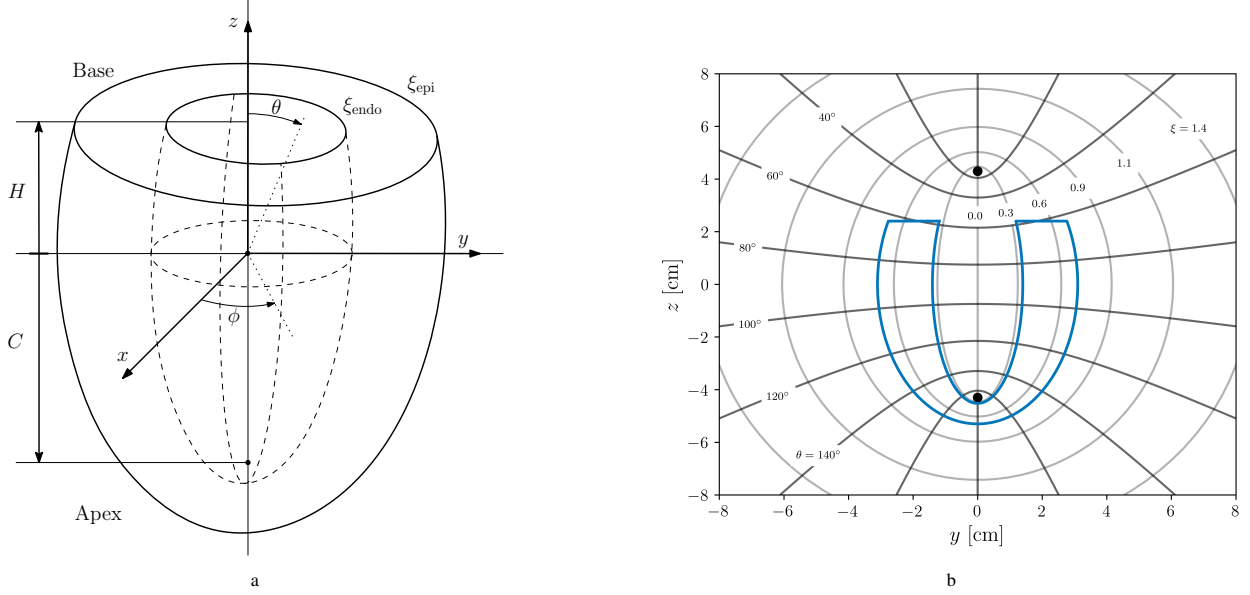 z
Base
ξepi
θ
ξendo
H
y
C
ϕ
x
Apex
a
8
6
4
2
0
−2
−4
−6
−8
z [cm]
40°
ξ = 1.4
1.1
60°
0.9
0.6
0.3
0.0
80°
100°
120°
θ = 140°
−8 −6 −4 −2 0 2 4 6 8
y [cm]
b